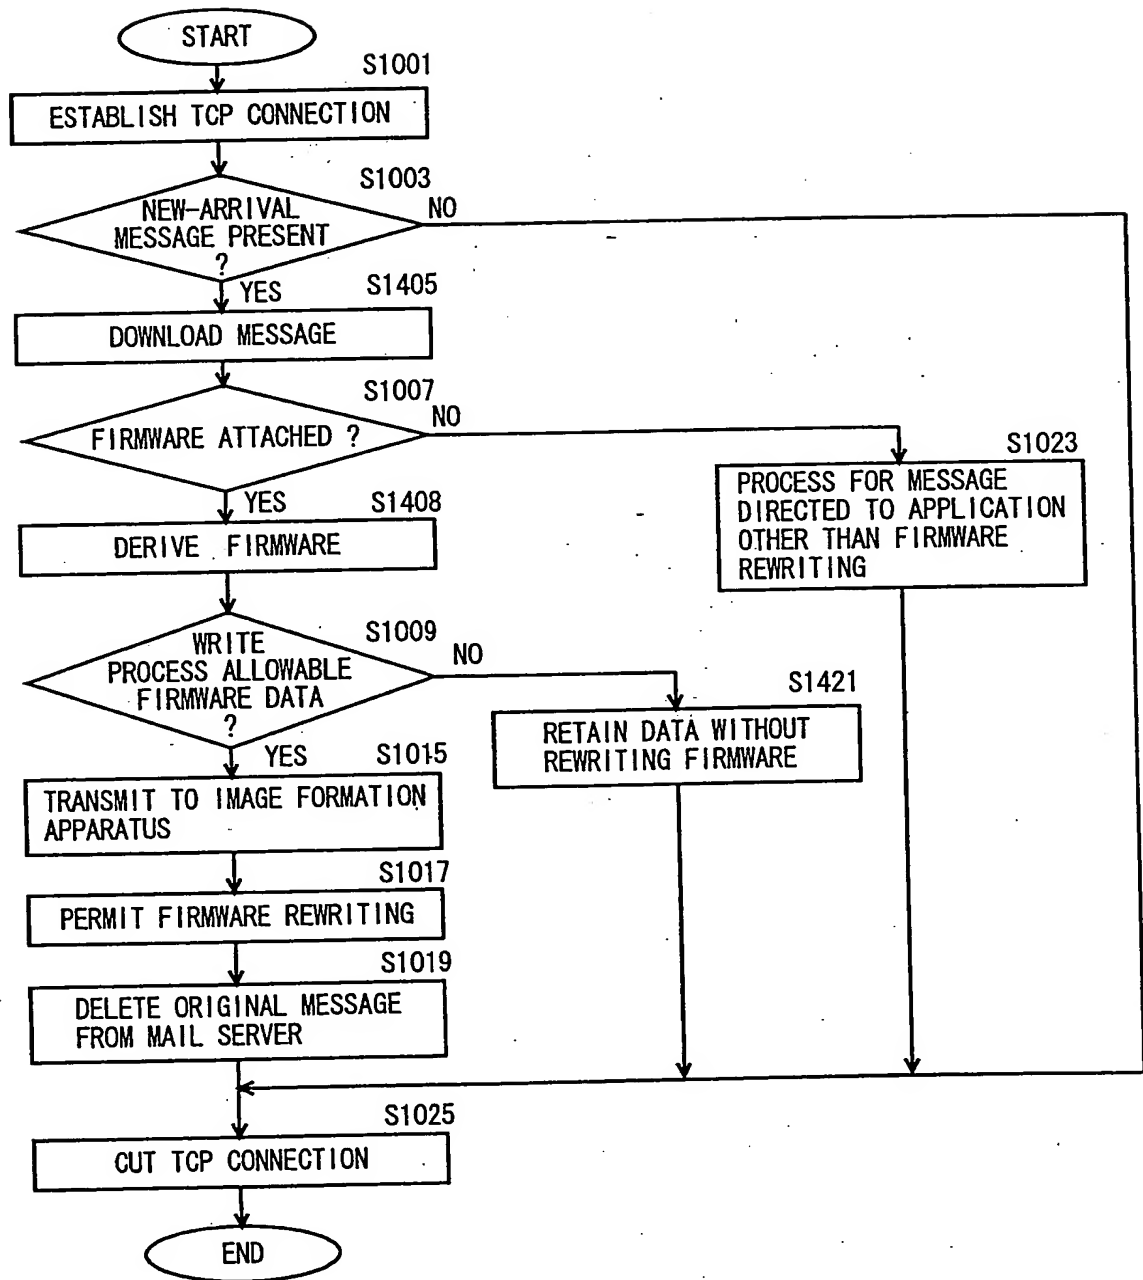 START
S1001
ESTABLISH TCP CONNECTION
S1003
NEW-ARRIVAL
MESSAGE PRESENT
?
NO
YES
S1405
DOWNLOAD MESSAGE
S1007
FIRMWARE ATTACHED ?
NO
S1023
PROCESS FOR MESSAGE
DIRECTED TO APPLICATION
OTHER THAN FIRMWARE
REWRITING
YES
S1408
DERIVE FIRMWARE
S1009
WRITE
PROCESS ALLOWABLE
FIRMWARE DATA
?
NO
S1421
RETAIN DATA WITHOUT
REWRITING FIRMWARE
YES
S1015
TRANSMIT TO IMAGE FORMATION
APPARATUS
S1017
PERMIT FIRMWARE REWRITING
S1019
DELETE ORIGINAL MESSAGE
FROM MAIL SERVER
S1025
CUT TCP CONNECTION
END